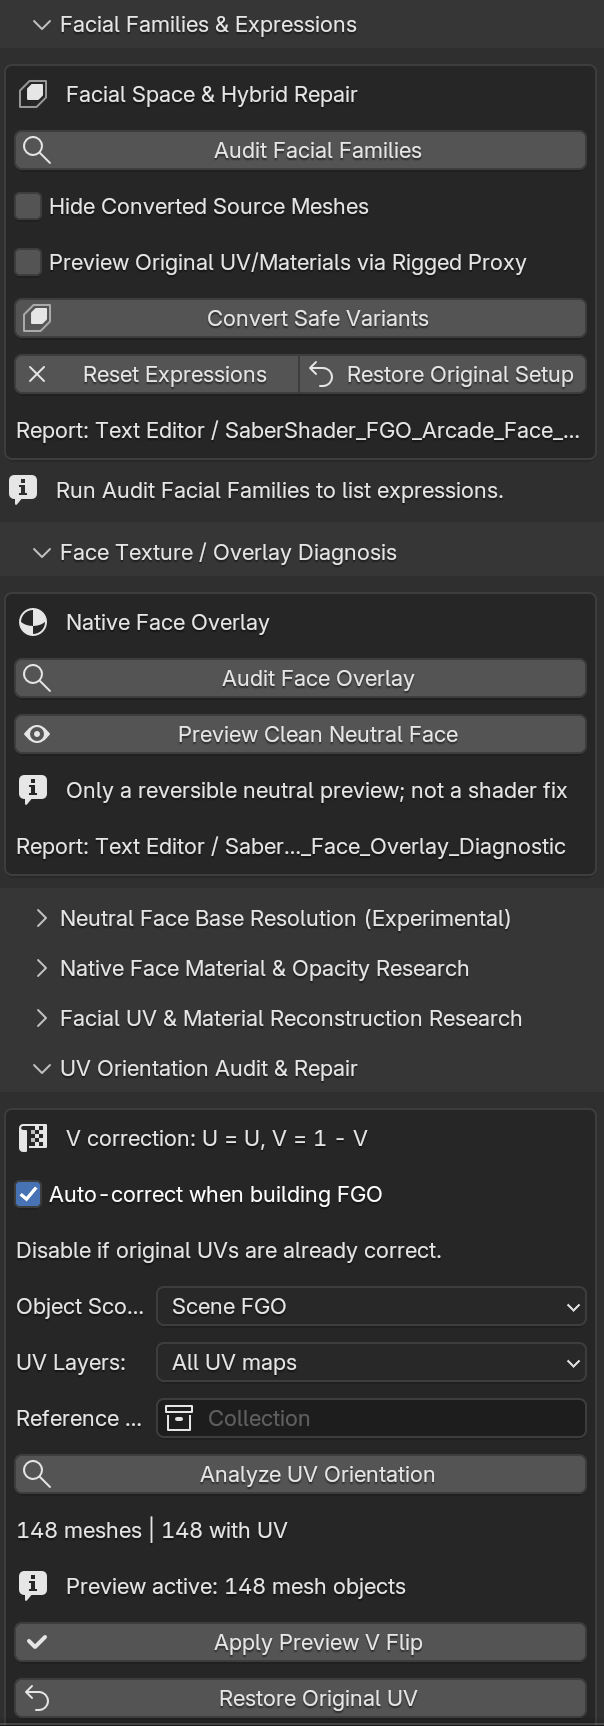 Facial Families & Expressions
Facial Space & Hybrid Repair
Audit Facial Families
Hide Converted Source Meshes
Preview Original UV/Materials via Rigged Proxy
Convert Safe Variants
Reset Expressions Restore Original Setup
Report: Text Editor / SaberShader_FGO_Arcade_Face_...
Run Audit Facial Families to list expressions.
Face Texture / Overlay Diagnosis
Native Face Overlay
Audit Face Overlay
Preview Clean Neutral Face
Only a reversible neutral preview; not a shader fix
Report: Text Editor / Saber..._Face_Overlay_Diagnostic
Neutral Face Base Resolution (Experimental)
Native Face Material & Opacity Research
Facial UV & Material Reconstruction Research
UV Orientation Audit & Repair
V correction: U = U, V = 1 - V
Auto-correct when building FGO
Disable if original UVs are already correct.
Object Sco... Scene FGO
UV Layers: All UV maps
Reference ... Collection
Analyze UV Orientation
148 meshes | 148 with UV
Preview active: 148 mesh objects
Apply Preview V Flip
Restore Original UV